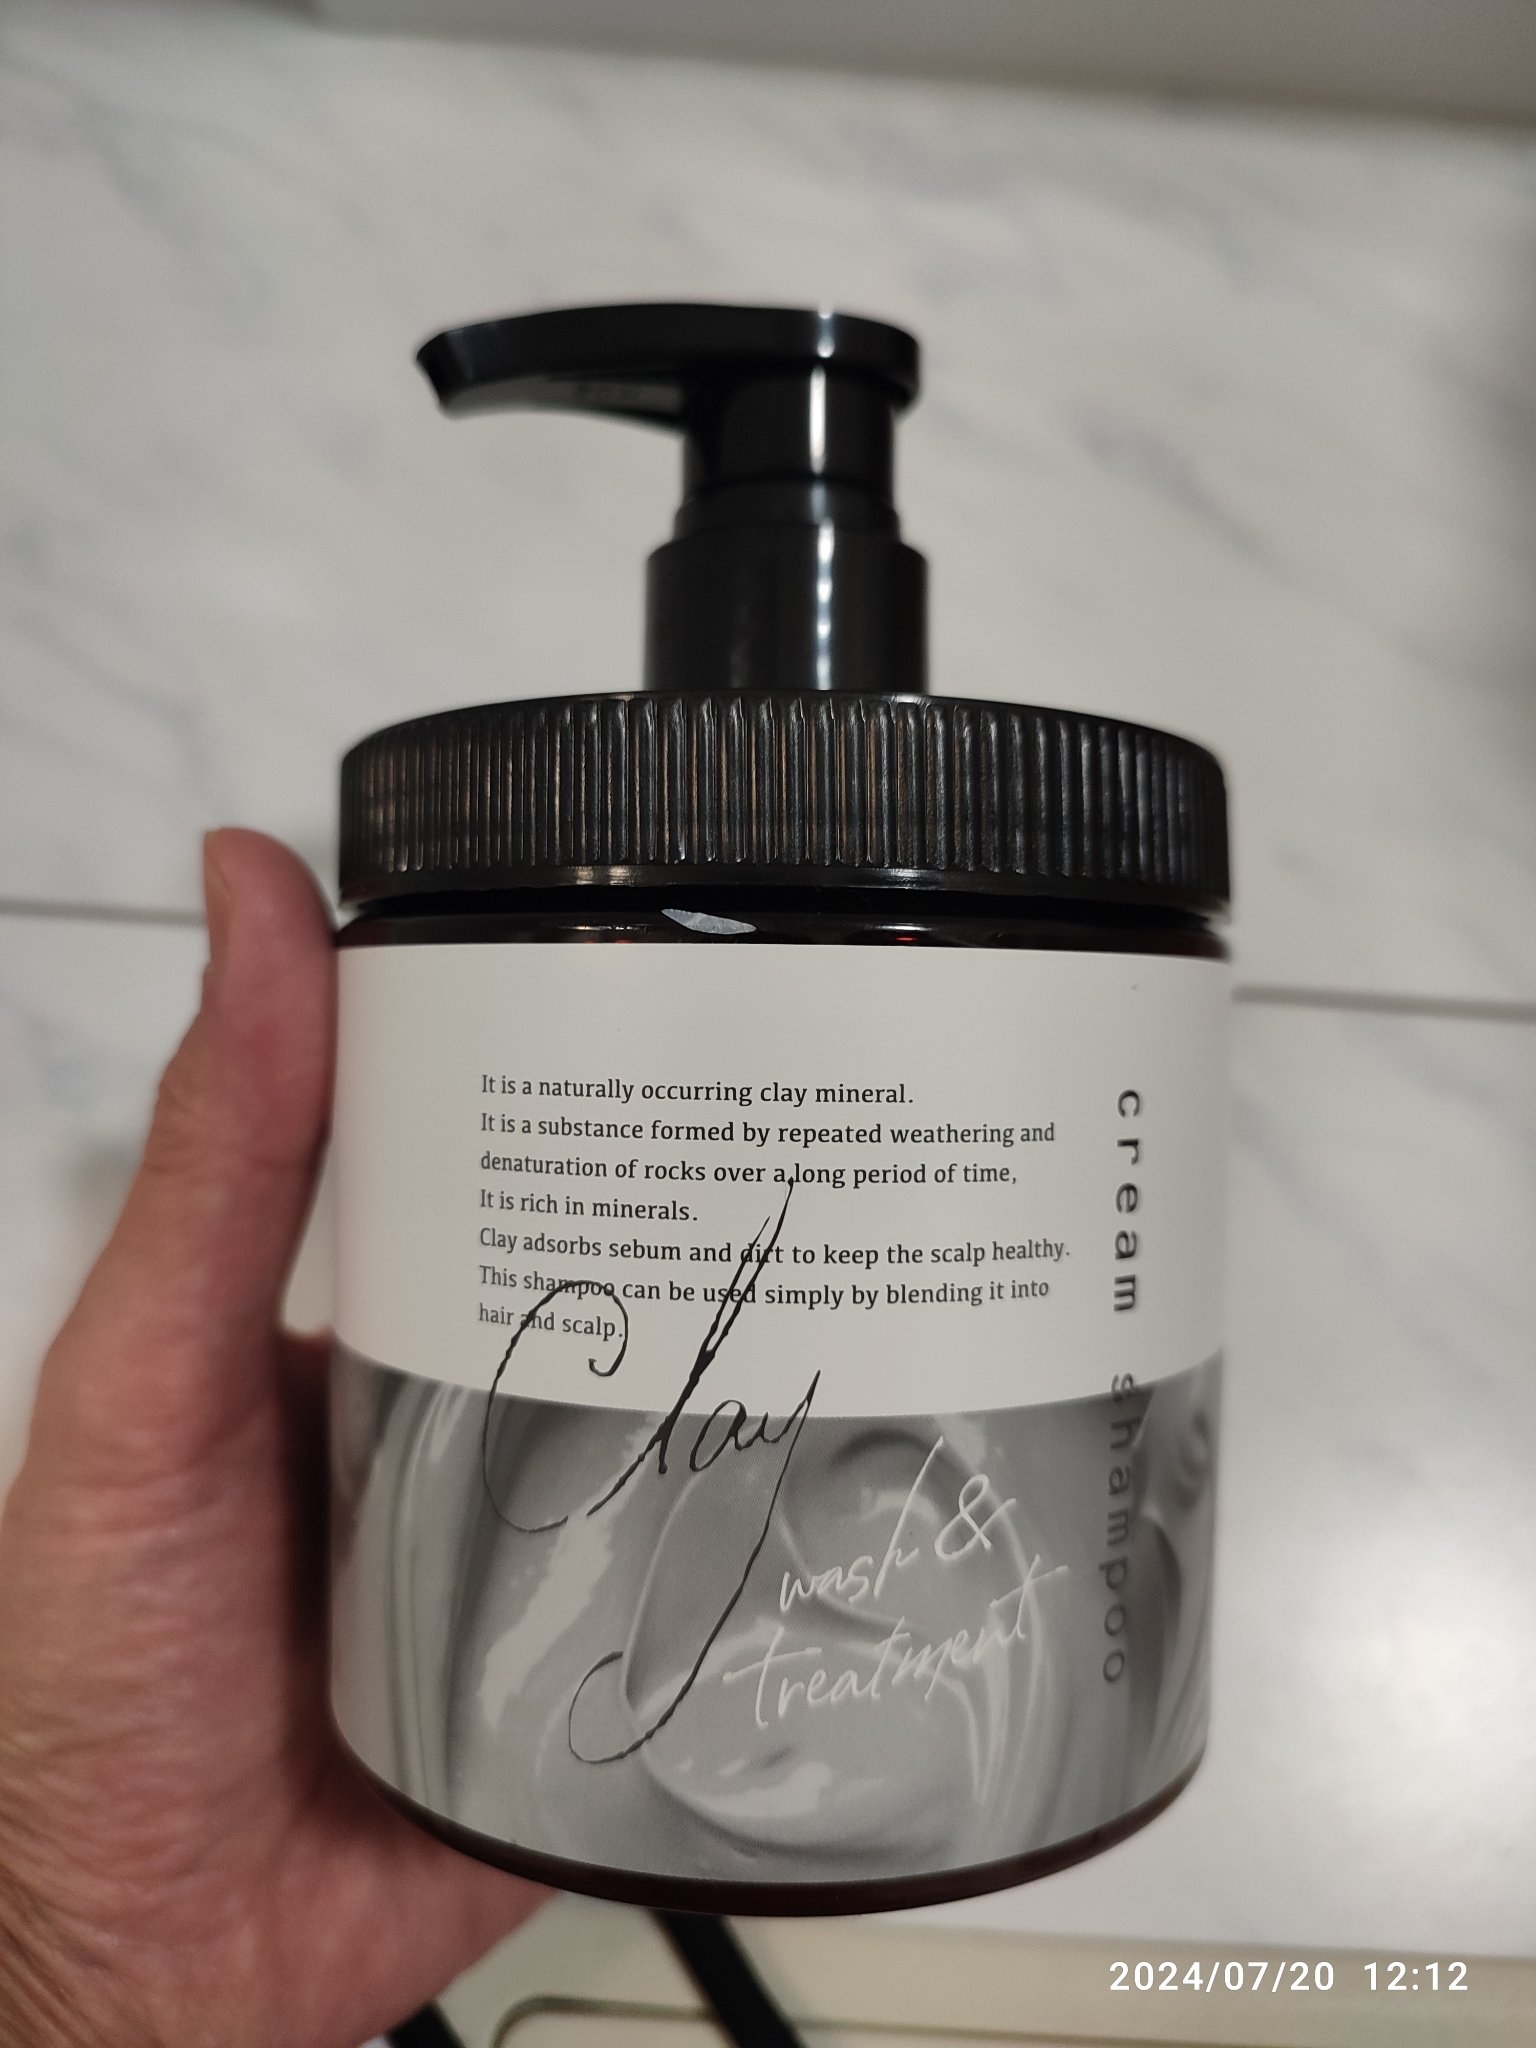 It is a naturally occurring clay mineral.
It is a substance formed by repeated weathering and
denaturation of rocks over a long period of time,
It is rich in minerals.
Clay adsorbs sebum and dirt to keep the scalp healthy.
This shampoo can be used simply by blending it into
hair and scalp.
Clay
wash &
treatment
cream shampoo
2024/07/20 12:12